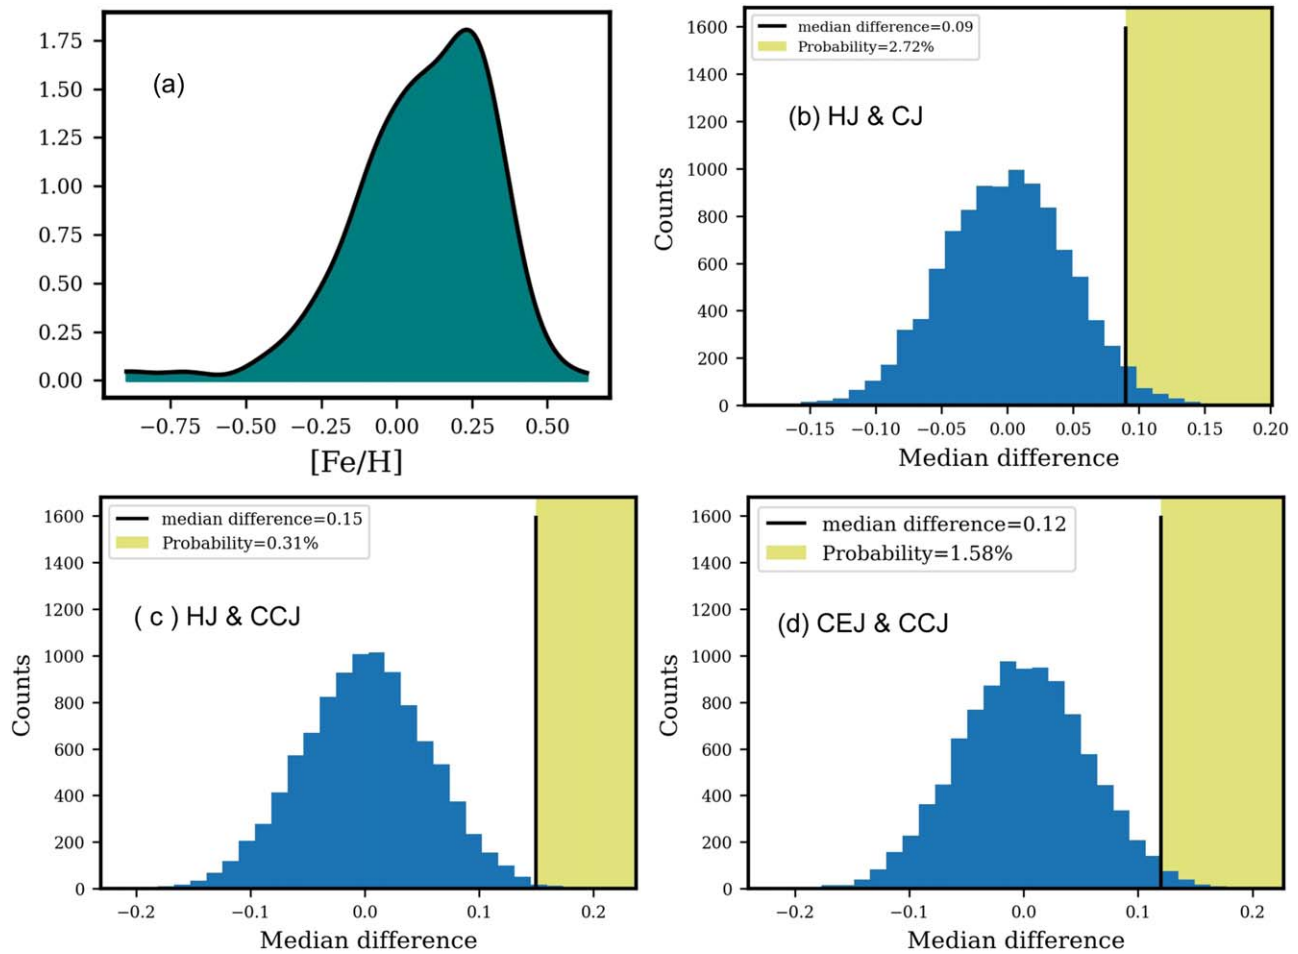 1.75
1.50
1.25
1.00
0.75
0.50
0.25
0.00
(a)
−0.75 −0.50 −0.25 0.00 0.25 0.50
[Fe/H]
1600
1400
1200
1000
800
600
400
200
0
Counts
median difference=0.09
Probability=2.72%
(b) HJ & CJ
−0.15 −0.10 −0.05 0.00 0.05 0.10 0.15 0.20
Median difference
1600
1400
1200
1000
800
600
400
200
0
Counts
median difference=0.15
Probability=0.31%
( c ) HJ & CCJ
−0.2 −0.1 0.0 0.1 0.2
Median difference
1600
1400
1200
1000
800
600
400
200
0
Counts
median difference=0.12
Probability=1.58%
(d) CEJ & CCJ
−0.2 −0.1 0.0 0.1 0.2
Median difference